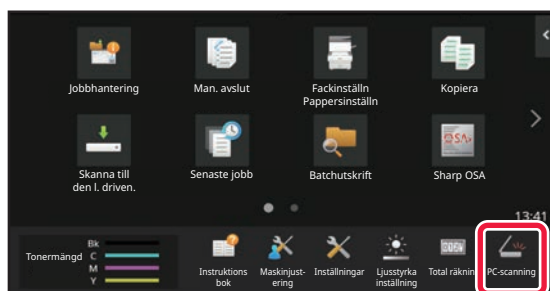 Jobbhantering
Man. avslut
Fackinställn
Pappersinställn
Kopiera
Skanna till
den l. driven.
Senaste jobb
Batchutskrift
Sharp OSA
OSA
13:41
Tonermängd
Bk
C
M
Y
Instruktions
bok
Maskinjust-
ering
Inställningar
Ljusstyrka
inställning
Total räkning
PC-scanning